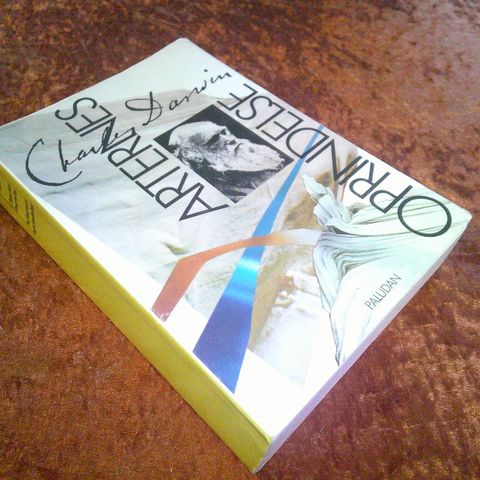 Charles Darwin
ARTERNES
OPRINDELSE
PALUDAN